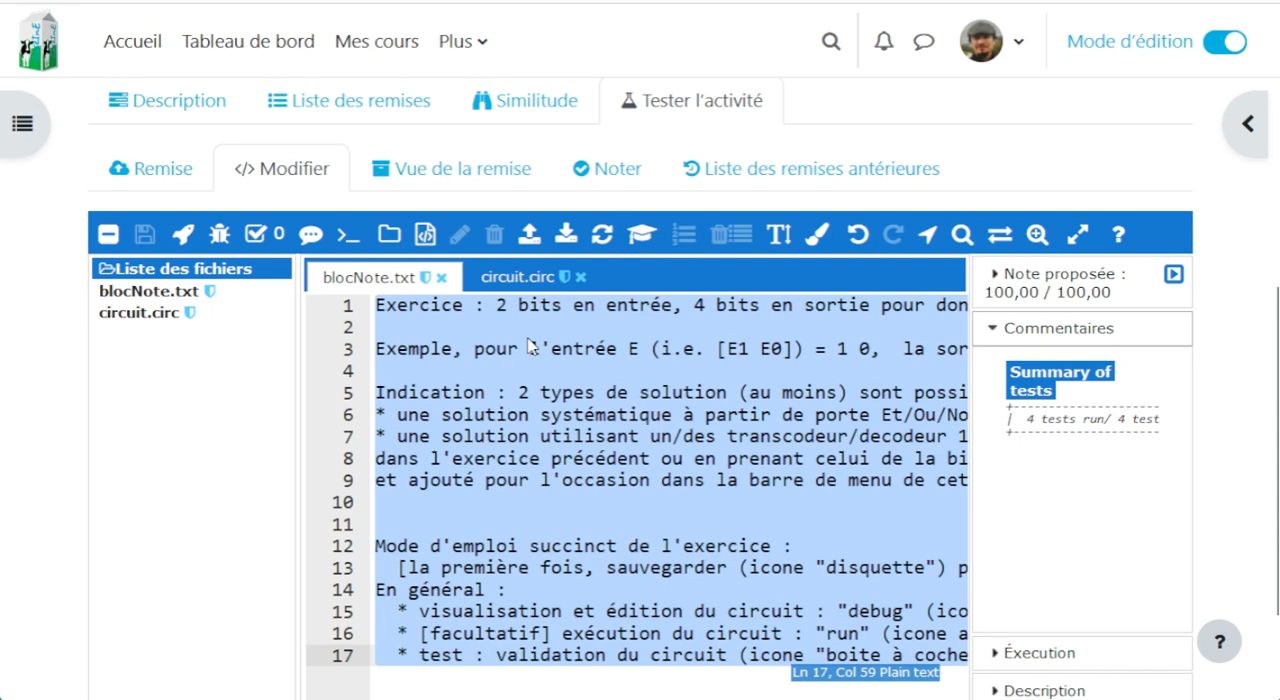 Accueil Tableau de bord Mes cours Plus Mode d'édition
Description Liste des remises Similitude Tester l'activité
Remise </> Modifier Vue de la remise Noter Liste des remises antérieures
0 >_ ?
Liste des fichiers
blocNote.txt
circuit.circ
blocNote.txt circuit.circ
1 Exercice : 2 bits en entrée, 4 bits en sortie pour don
2
3 Exemple, pour l'entrée E (i.e. [E1 E0]) = 1 0, la sor
4
5 Indication : 2 types de solution (au moins) sont possi
6 * une solution systématique à partir de porte Et/Ou/No
7 * une solution utilisant un/des transcodeur/decodeur 1
8 dans l'exercice précédent ou en prenant celui de la bi
9 et ajouté pour l'occasion dans la barre de menu de cet
10
11
12 Mode d'emploi succinct de l'exercice :
13 [la première fois, sauvegarder (icone "disquette") p
14 En général :
15 * visualisation et édition du circuit : "debug" (ico
16 * [facultatif] exécution du circuit : "run" (icone a
17 * test : validation du circuit (icone "boite à coche
Ln 17, Col 59 Plain text
Note proposée :
100,00 / 100,00
Commentaires
Summary of
tests
+--------------------
| 4 tests run/ 4 test
+--------------------
Éxecution
Description
?